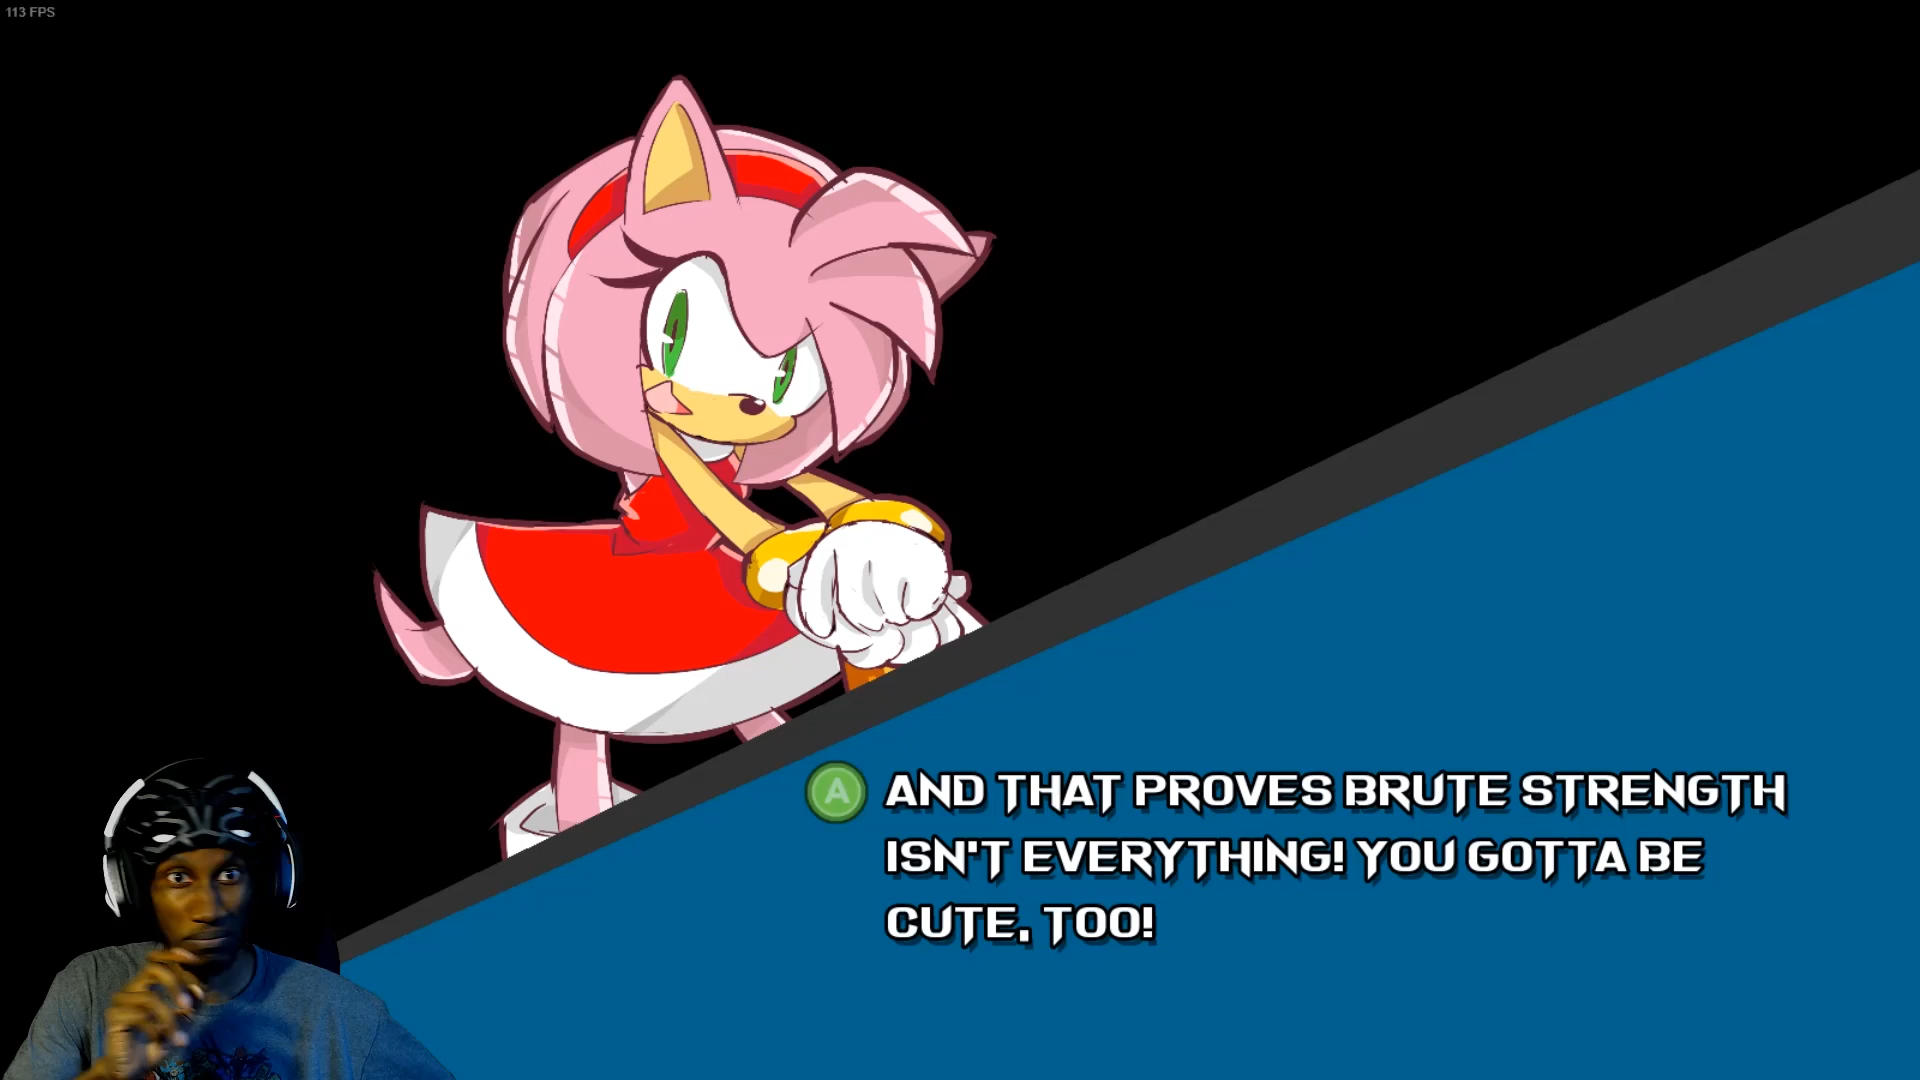 113 FPS
A AND THAT PROVES BRUTE STRENGTH
ISN'T EVERYTHING! YOU GOTTA BE
CUTE. TOO!